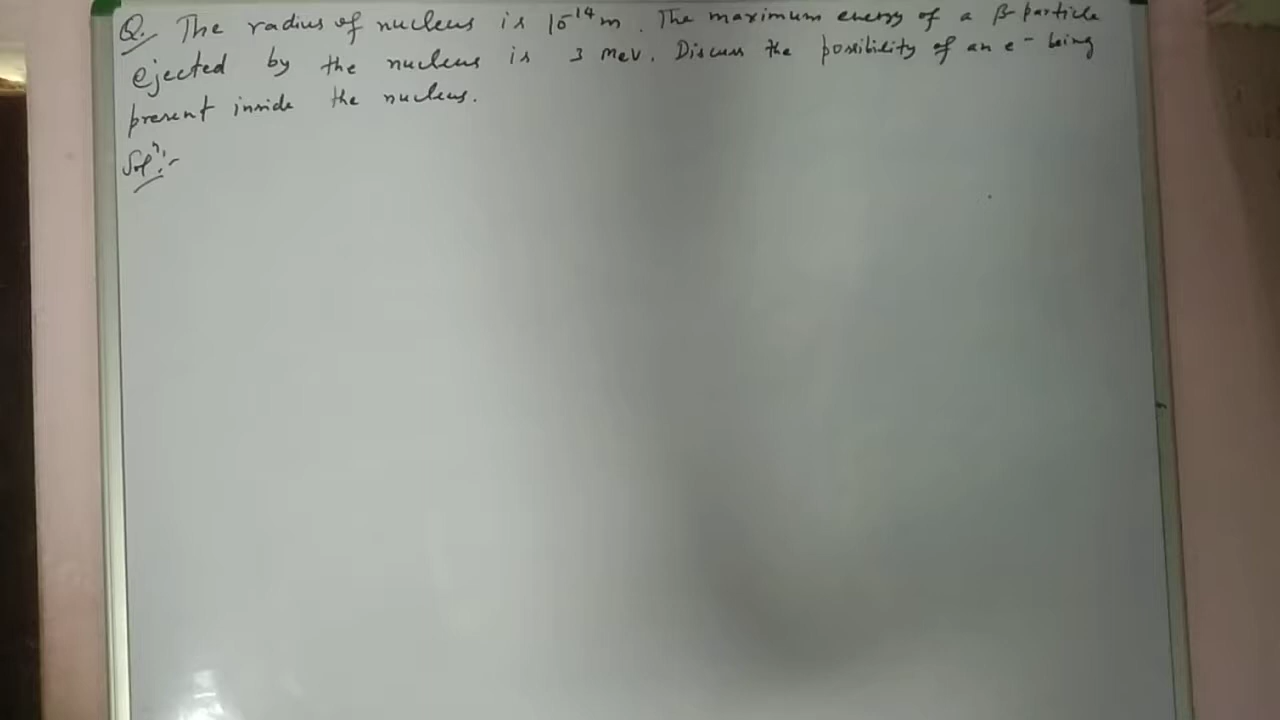 Q. The radius of nucleus is 10⁻¹⁴m. The maximum energy of a β-particle
ejected by the nucleus is 3 MeV. Discuss the possibility of an e⁻ being
present inside the nucleus.
Solⁿ:-